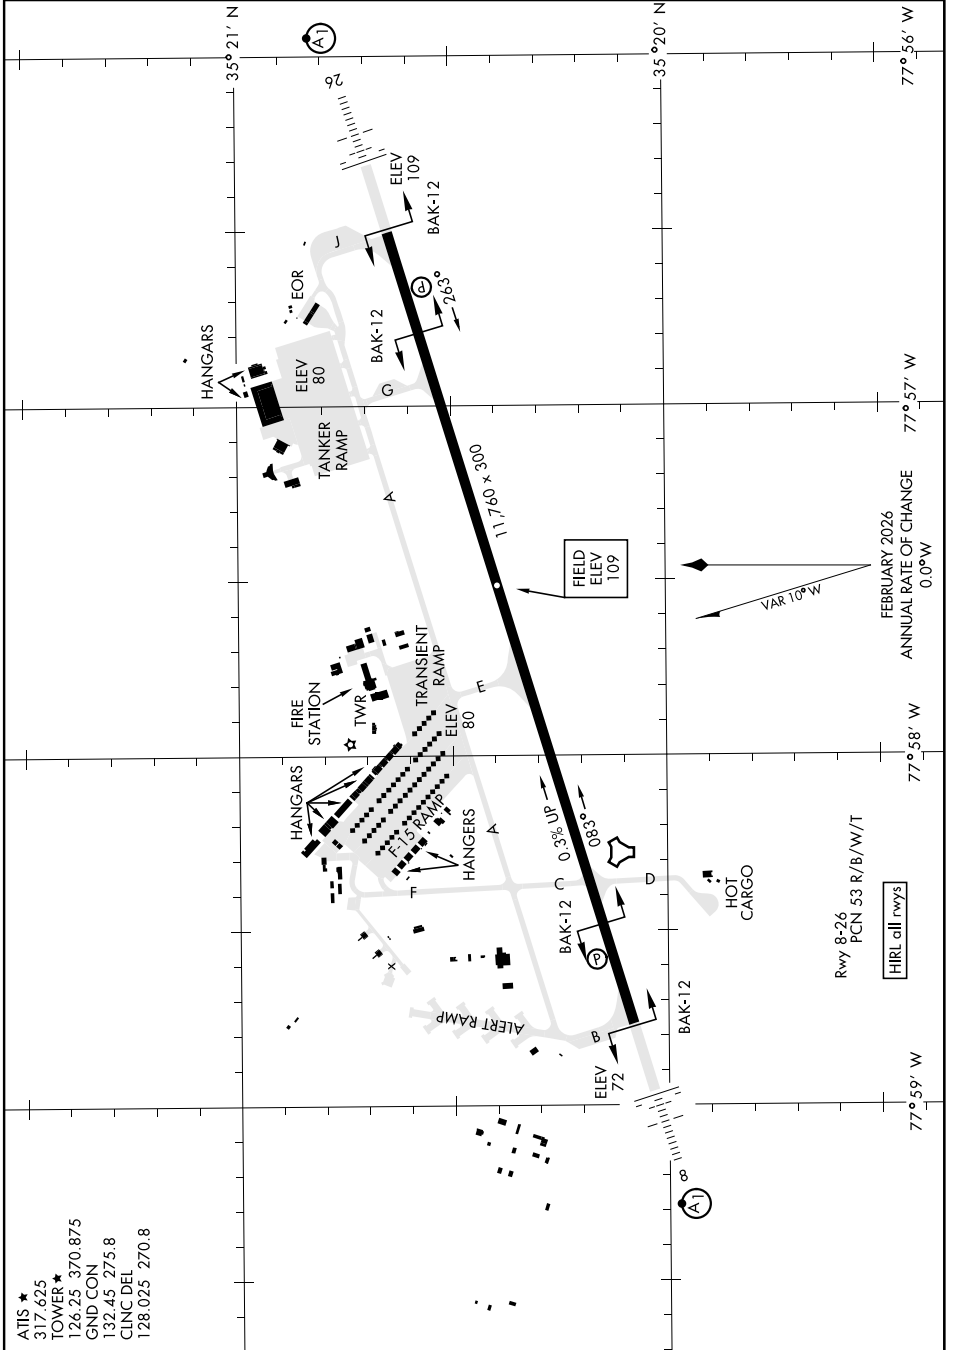 ATIS ★
317.625
TOWER ★
126.25 370.875
GND CON
132.45 275.8
CLNC DEL
128.025 270.8
35°21' N
35°20' N
77°56' W
77°57' W
77°58' W
77°59' W
A1
26
ELEV
109
BAK-12
J
EOR
P
263°
BAK-12
HANGARS
ELEV
80
G
TANKER
RAMP
A
11,760 × 300
FIELD
ELEV
109
VAR 10°W
FEBRUARY 2026
ANNUAL RATE OF CHANGE
0.0°W
FIRE
STATION
TWR
TRANSIENT
RAMP
E
ELEV
80
HANGARS
F-15 RAMP
HANGERS
A
0.3% UP
083°
F
C
D
HOT
CARGO
BAK-12
P
ALERT RAMP
B
BAK-12
ELEV
72
8
A1
Rwy 8-26
PCN 53 R/B/W/T
HIRL all rwys
x